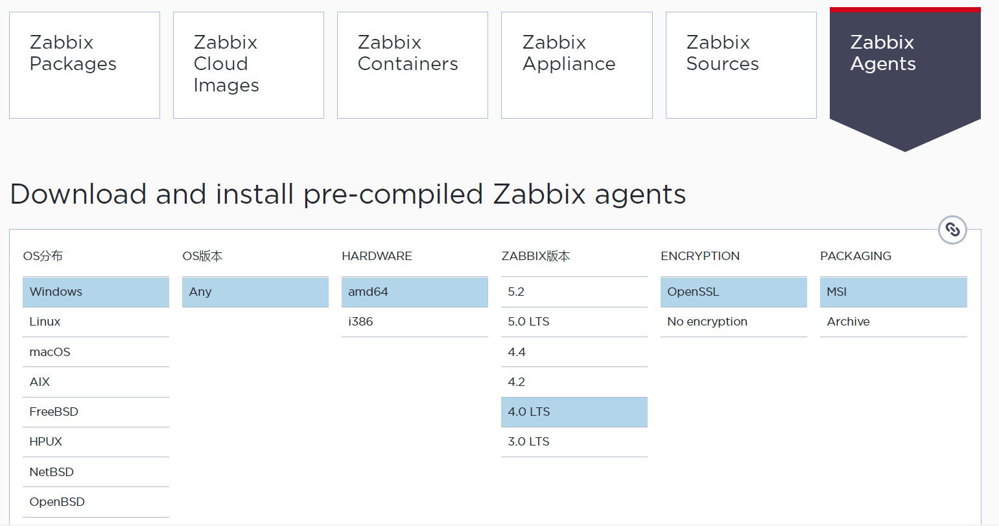 Zabbix
Packages
Zabbix
Cloud
Images
Zabbix
Containers
Zabbix
Appliance
Zabbix
Sources
Zabbix
Agents
Download and install pre-compiled Zabbix agents
OS分布
OS版本
HARDWARE
ZABBIX版本
ENCRYPTION
PACKAGING
Windows
Any
amd64
5.2
OpenSSL
MSI
Linux
i386
5.0 LTS
No encryption
Archive
macOS
4.4
AIX
4.2
FreeBSD
4.0 LTS
HPUX
3.0 LTS
NetBSD
OpenBSD